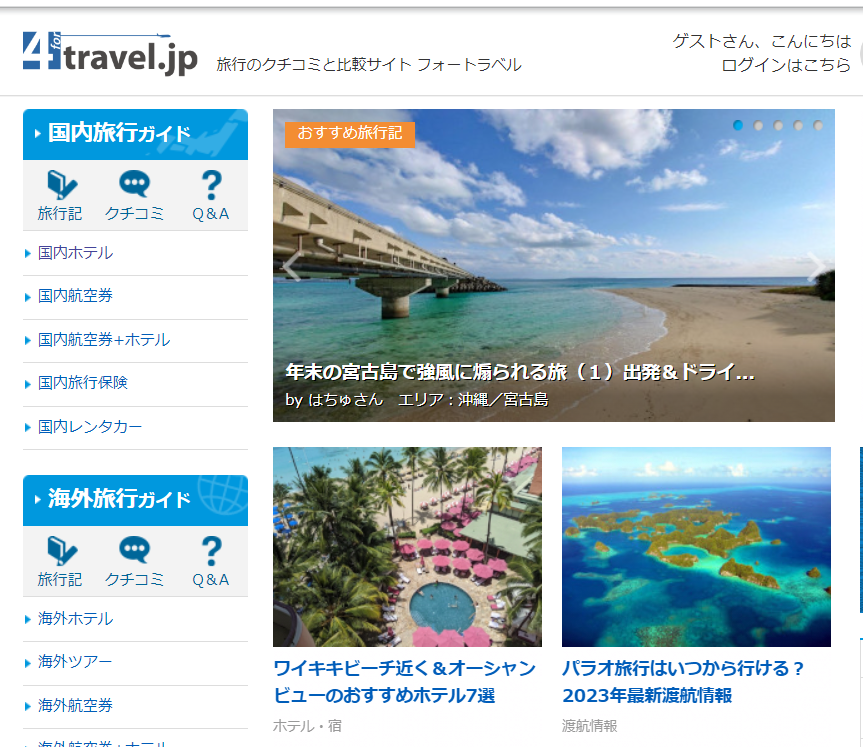 4for travel.jp
旅行のクチコミと比較サイト フォートラベル
ゲストさん、こんにちは
ログインはこちら
国内旅行ガイド
旅行記 クチコミ Q&A
国内ホテル
国内航空券
国内航空券+ホテル
国内旅行保険
国内レンタカー
海外旅行ガイド
旅行記 クチコミ Q&A
海外ホテル
海外ツアー
海外航空券
海外航空券+ホテル
おすすめ旅行記
年末の宮古島で強風に煽られる旅（１）出発＆ドライ...
by はちゅさん エリア：沖縄／宮古島
ワイキキビーチ近く＆オーシャン
ビューのおすすめホテル7選
ホテル・宿
パラオ旅行はいつから行ける？
2023年最新渡航情報
渡航情報